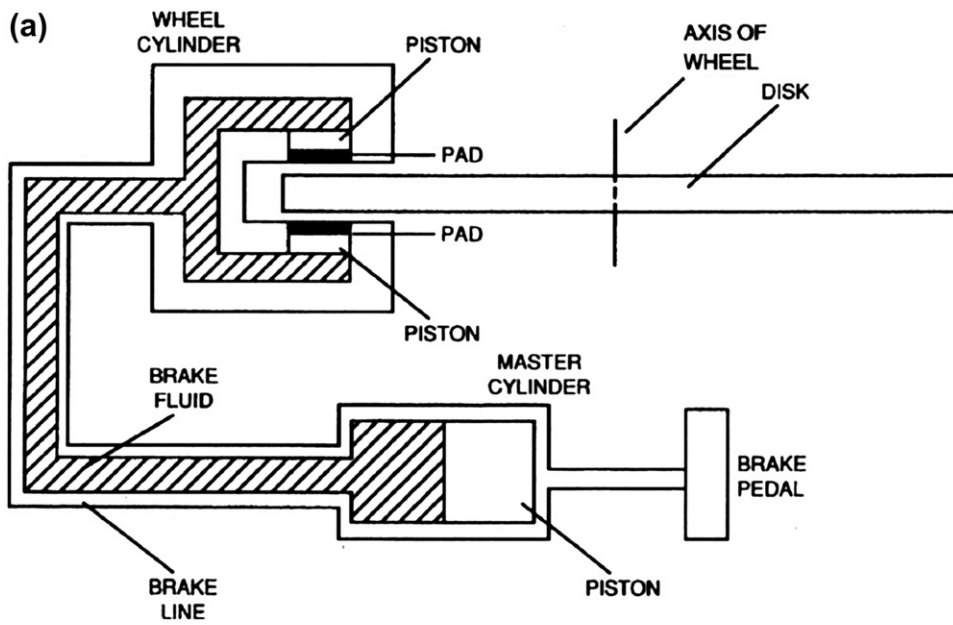 (a)
WHEEL
CYLINDER
PISTON
AXIS OF
WHEEL
DISK
PAD
PAD
PISTON
MASTER
CYLINDER
BRAKE
FLUID
BRAKE
PEDAL
PISTON
BRAKE
LINE